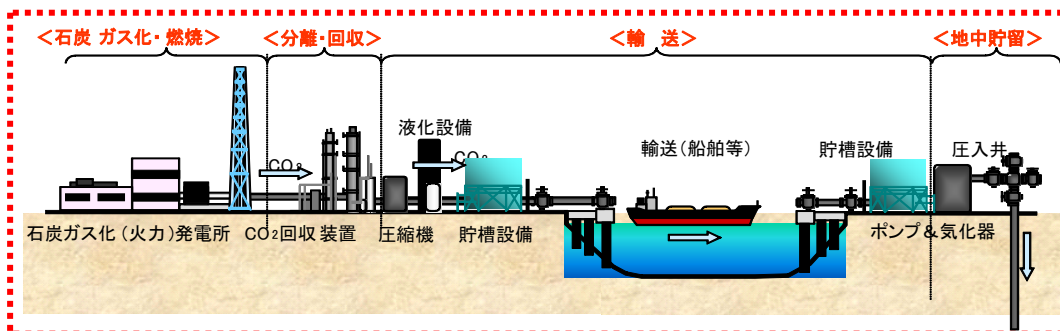 <石炭 ガス化・燃焼> <分離・回収> <輸 送> <地中貯留>
液化設備
輸送(船舶等)
貯槽設備
圧入井
CO₂
CO₂
石炭ガス化(火力)発電所
CO₂回収装置
圧縮機
貯槽設備
ポンプ&気化器